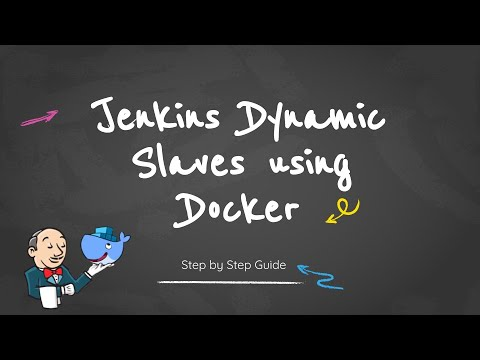 Jenkins Dynamic
Slaves using
Docker
Step by Step Guide